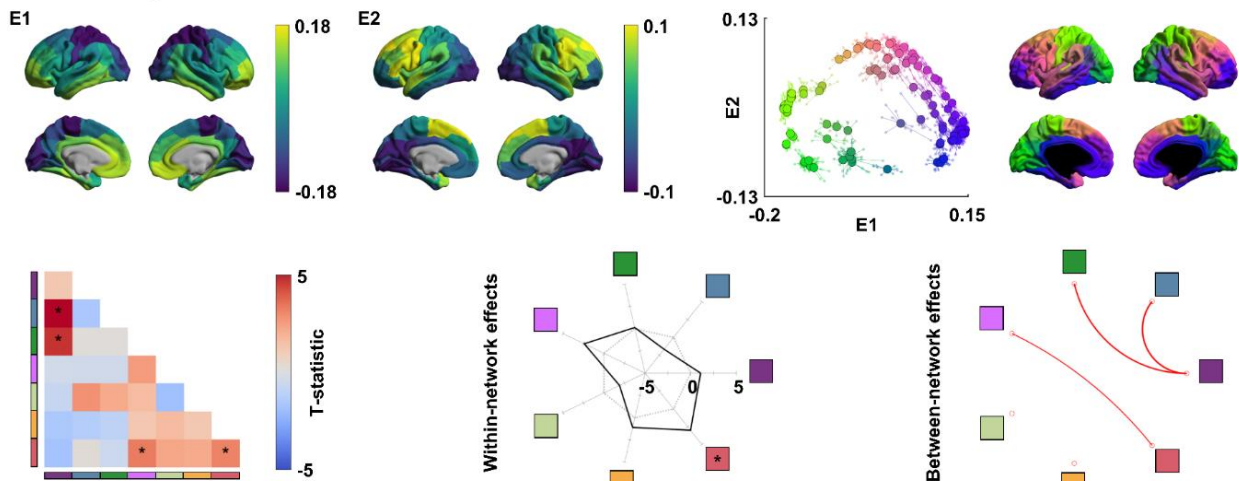 E1
0.18
-0.18
E2
0.1
-0.1
0.13
E2
-0.13
-0.2
0.15
E1
*
*
*
*
5
T-statistic
-5
Within-network effects
-5
0
5
*
Between-network effects